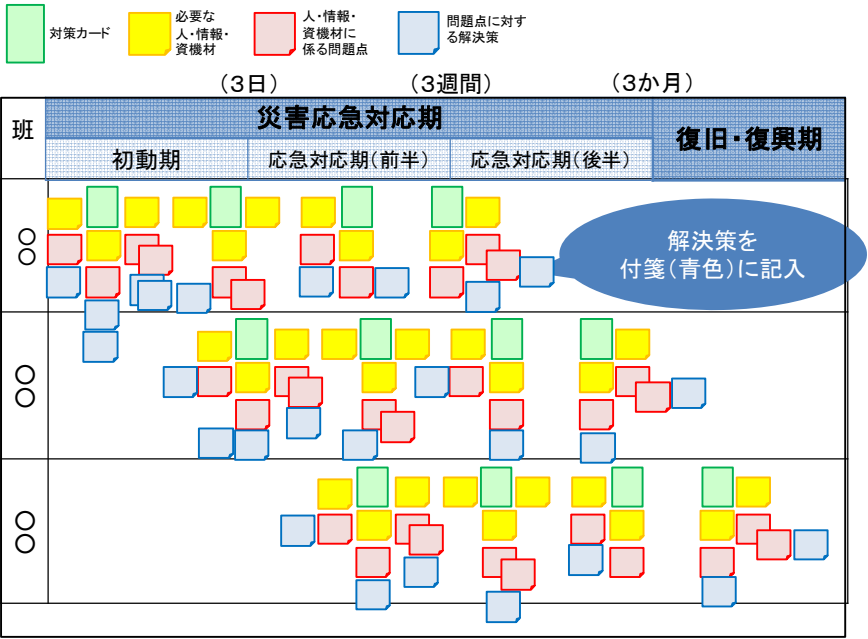 対策カード
必要な
人・情報・
資機材
人・情報・
資機材に
係る問題点
問題点に対す
る解決策
（３日）
（３週間）
（３か月）
班
災害応急対応期
復旧・復興期
初動期
応急対応期（前半）
応急対応期（後半）
○○
解決策を
付箋（青色）に記入
○○
○○